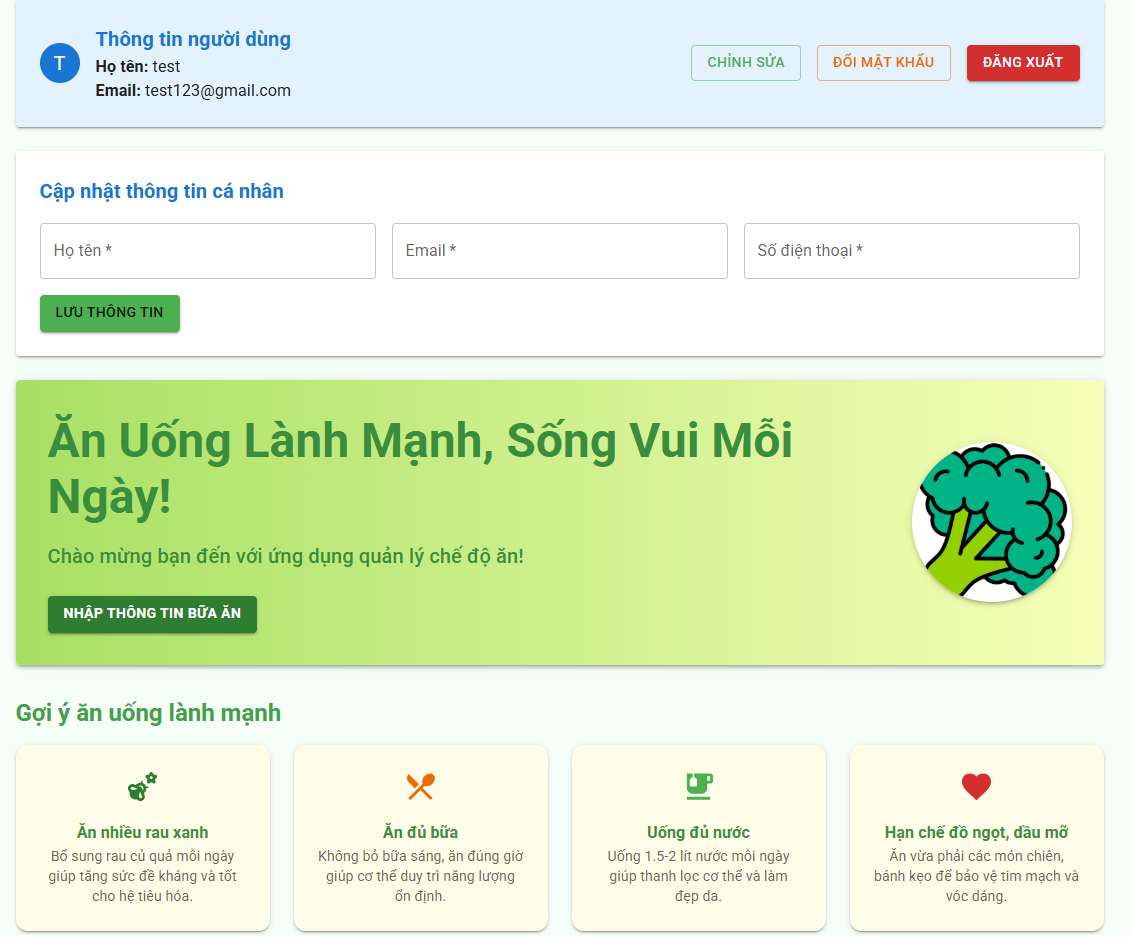 T
Thông tin người dùng
Họ tên: test
Email: test123@gmail.com
CHỈNH SỬA
ĐỔI MẬT KHẨU
ĐĂNG XUẤT
Cập nhật thông tin cá nhân
Họ tên *
Email *
Số điện thoại *
LƯU THÔNG TIN
Ăn Uống Lành Mạnh, Sống Vui Mỗi
Ngày!
Chào mừng bạn đến với ứng dụng quản lý chế độ ăn!
NHẬP THÔNG TIN BỮA ĂN
Gợi ý ăn uống lành mạnh
Ăn nhiều rau xanh
Bổ sung rau củ quả mỗi ngày
giúp tăng sức đề kháng và tốt
cho hệ tiêu hóa.
Ăn đủ bữa
Không bỏ bữa sáng, ăn đúng giờ
giúp cơ thể duy trì năng lượng
ổn định.
Uống đủ nước
Uống 1.5-2 lít nước mỗi ngày
giúp thanh lọc cơ thể và làm
đẹp da.
Hạn chế đồ ngọt, dầu mỡ
Ăn vừa phải các món chiên,
bánh kẹo để bảo vệ tim mạch và
vóc dáng.